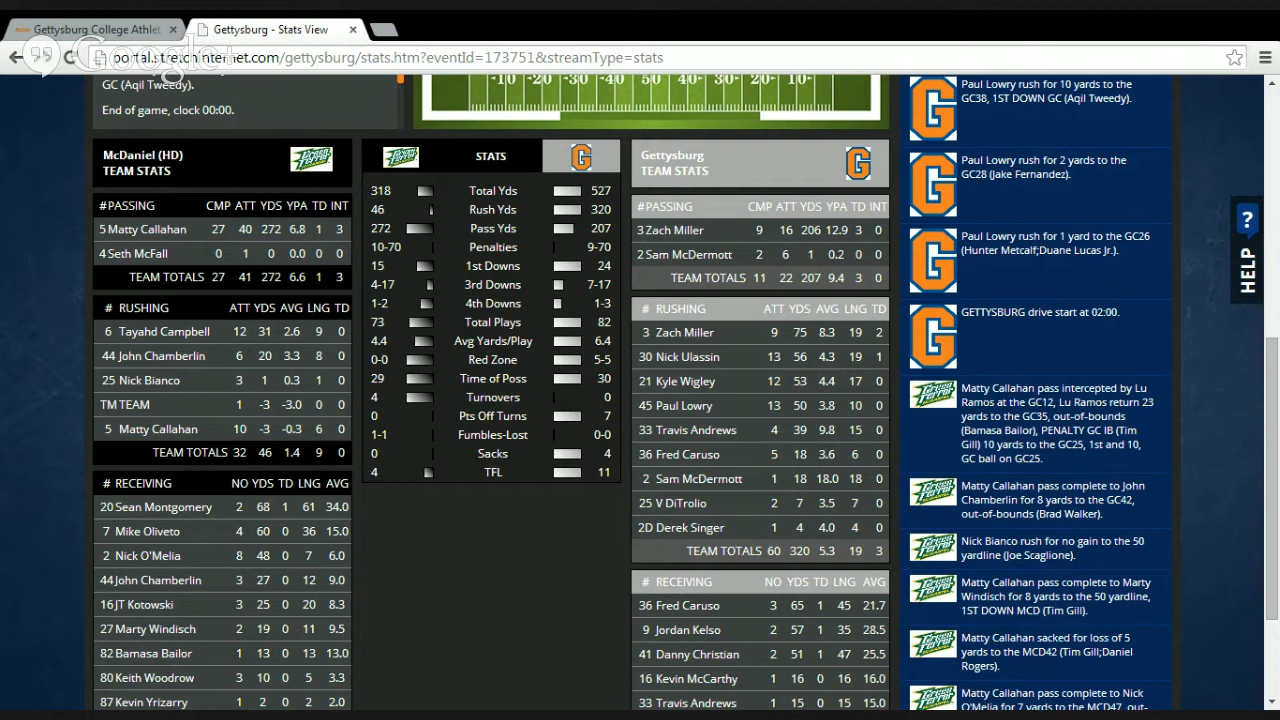 Gettysburg College Athlet
Gettysburg - Stats View
Google+
portal.stretchinternet.com/gettysburg/stats.htm?eventId=173751&streamType=stats
GC (Aqil Tweedy).
End of game, clock 00:00.
10 20 30 40 50 40 30 20 10
McDaniel (HD)
TEAM STATS
# PASSING CMP ATT YDS YPA TD INT
5 Matty Callahan 27 40 272 6.8 1 3
4 Seth McFall 0 1 0 0.0 0 0
TEAM TOTALS 27 41 272 6.6 1 3
# RUSHING ATT YDS AVG LNG TD
6 Tayahd Campbell 12 31 2.6 9 0
44 John Chamberlin 6 20 3.3 8 0
25 Nick Bianco 3 1 0.3 1 0
TM TEAM 1 -3 -3.0 0 0
5 Matty Callahan 10 -3 -0.3 6 0
TEAM TOTALS 32 46 1.4 9 0
# RECEIVING NO YDS TD LNG AVG
20 Sean Montgomery 2 68 1 61 34.0
7 Mike Oliveto 4 60 0 36 15.0
2 Nick O'Melia 8 48 0 7 6.0
44 John Chamberlin 3 27 0 12 9.0
16 JT Kotowski 3 25 0 20 8.3
27 Marty Windisch 2 19 0 11 9.5
82 Bamasa Bailor 1 13 0 13 13.0
80 Keith Woodrow 3 10 0 5 3.3
87 Kevin Yrizarry 1 2 0 2 2.0
STATS G
318 Total Yds 527
46 Rush Yds 320
272 Pass Yds 207
10-70 Penalties 9-70
15 1st Downs 24
4-17 3rd Downs 7-17
1-2 4th Downs 1-3
73 Total Plays 82
4.4 Avg Yards/Play 6.4
0-0 Red Zone 5-5
29 Time of Poss 30
4 Turnovers 0
0 Pts Off Turns 7
1-1 Fumbles-Lost 0-0
0 Sacks 4
4 TFL 11
Gettysburg
TEAM STATS
G
# PASSING CMP ATT YDS YPA TD INT
3 Zach Miller 9 16 206 12.9 3 0
2 Sam McDermott 2 6 1 0.2 0 0
TEAM TOTALS 11 22 207 9.4 3 0
# RUSHING ATT YDS AVG LNG TD
3 Zach Miller 9 75 8.3 19 2
30 Nick Ulassin 13 56 4.3 19 1
21 Kyle Wigley 12 53 4.4 17 0
45 Paul Lowry 13 50 3.8 10 0
33 Travis Andrews 4 39 9.8 15 0
36 Fred Caruso 5 18 3.6 6 0
2 Sam McDermott 1 18 18.0 18 0
25 V DiTrolio 2 7 3.5 7 0
2D Derek Singer 1 4 4.0 4 0
TEAM TOTALS 60 320 5.3 19 3
# RECEIVING NO YDS TD LNG AVG
36 Fred Caruso 3 65 1 45 21.7
9 Jordan Kelso 2 57 1 35 28.5
41 Danny Christian 2 51 1 47 25.5
16 Kevin McCarthy 1 16 0 16 16.0
33 Travis Andrews 1 15 0 15 15.0
G
Paul Lowry rush for 10 yards to the
GC38, 1ST DOWN GC (Aqil Tweedy).
G
Paul Lowry rush for 2 yards to the
GC28 (Jake Fernandez).
G
Paul Lowry rush for 1 yard to the GC26
(Hunter Metcalf;Duane Lucas Jr.).
G
GETTYSBURG drive start at 02:00.
Matty Callahan pass intercepted by Lu
Ramos at the GC12, Lu Ramos return 23
yards to the GC35, out-of-bounds
(Bamasa Bailor), PENALTY GC IB (Tim
Gill) 10 yards to the GC25, 1st and 10,
GC ball on GC25.
Matty Callahan pass complete to John
Chamberlin for 8 yards to the GC42,
out-of-bounds (Brad Walker).
Nick Bianco rush for no gain to the 50
yardline (Joe Scaglione).
Matty Callahan pass complete to Marty
Windisch for 8 yards to the 50 yardline,
1ST DOWN MCD (Tim Gill).
Matty Callahan sacked for loss of 5
yards to the MCD42 (Tim Gill;Daniel
Rogers).
Matty Callahan pass complete to Nick
O'Melia for 7 yards to the MCD47, out-
? HELP